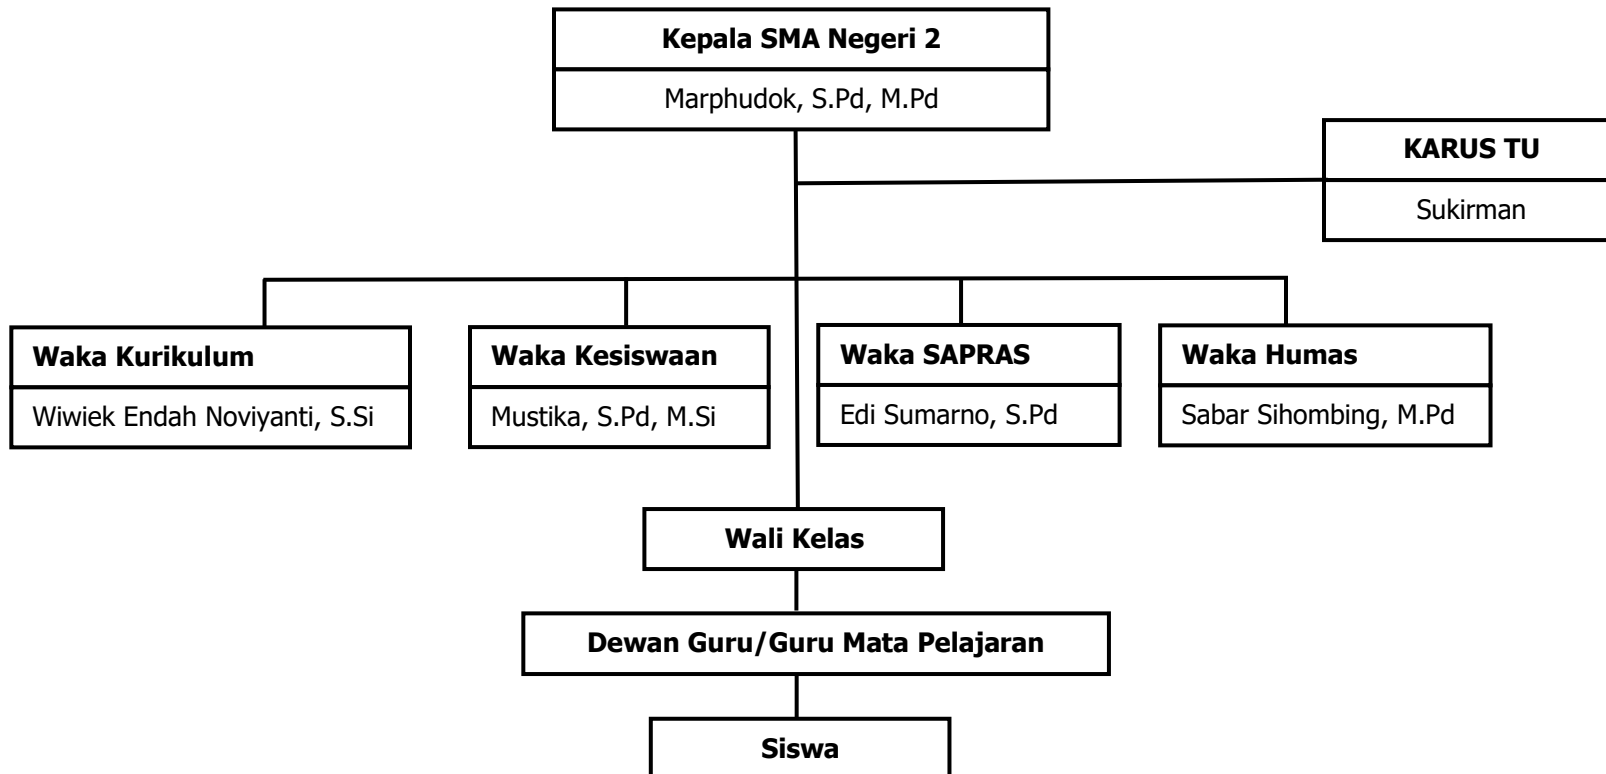 Kepala SMA Negeri 2
Marphudok, S.Pd, M.Pd
KARUS TU
Sukirman
Waka Kurikulum
Wiwiek Endah Noviyanti, S.Si
Waka Kesiswaan
Mustika, S.Pd, M.Si
Waka SAPRAS
Edi Sumarno, S.Pd
Waka Humas
Sabar Sihombing, M.Pd
Wali Kelas
Dewan Guru/Guru Mata Pelajaran
Siswa